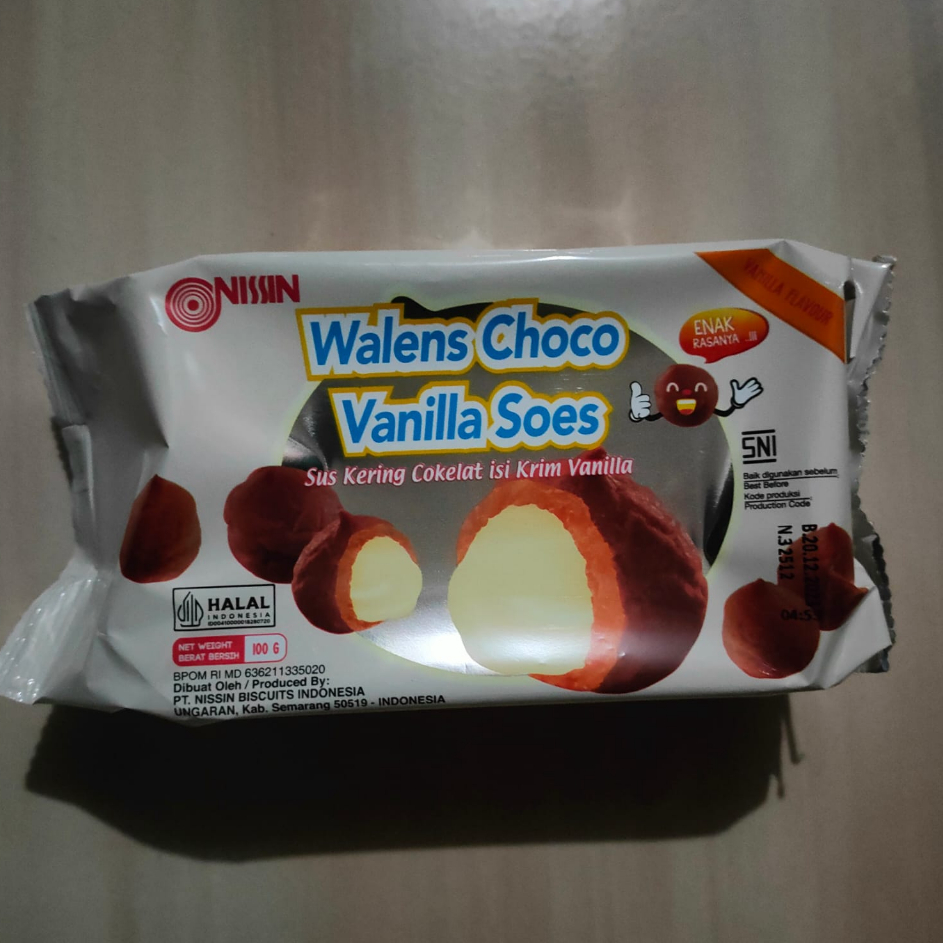 NISSIN
VANILLA FLAVOUR
Walens Choco
Vanilla Soes
Sus Kering Cokelat isi Krim Vanilla
ENAK
RASANYA ..!!!
SNI
Baik digunakan sebelum
Best Before
Kode produksi
Production Code
N.3 2512
HALAL
INDONESIA
NET WEIGHT
BERAT BERSIH
100 G
BPOM RI MD 636211335020
Dibuat Oleh / Produced By:
PT. NISSIN BISCUITS INDONESIA
UNGARAN, Kab. Semarang 50519 - INDONESIA